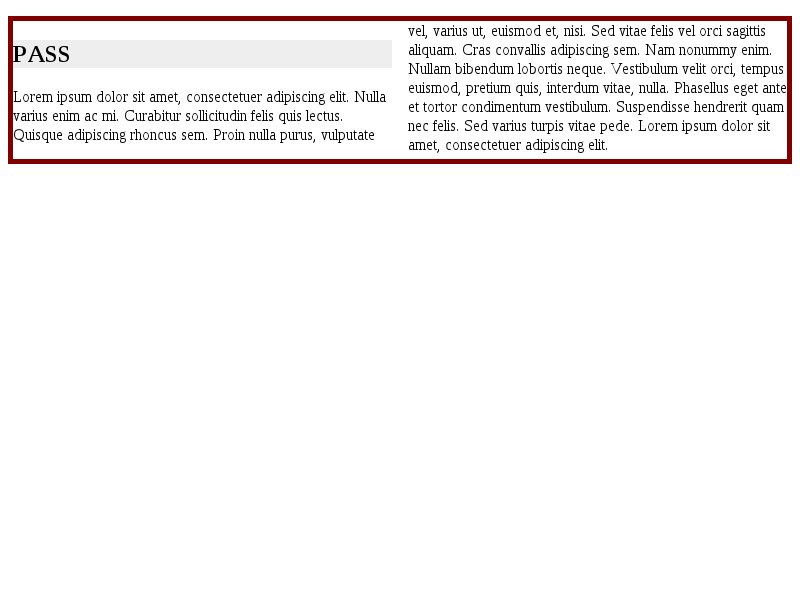 PASS
Lorem ipsum dolor sit amet, consectetuer adipiscing elit. Nulla
varius enim ac mi. Curabitur sollicitudin felis quis lectus.
Quisque adipiscing rhoncus sem. Proin nulla purus, vulputate
vel, varius ut, euismod et, nisi. Sed vitae felis vel orci sagittis
aliquam. Cras convallis adipiscing sem. Nam nonummy enim.
Nullam bibendum lobortis neque. Vestibulum velit orci, tempus
euismod, pretium quis, interdum vitae, nulla. Phasellus eget ante
et tortor condimentum vestibulum. Suspendisse hendrerit quam
nec felis. Sed varius turpis vitae pede. Lorem ipsum dolor sit
amet, consectetuer adipiscing elit.